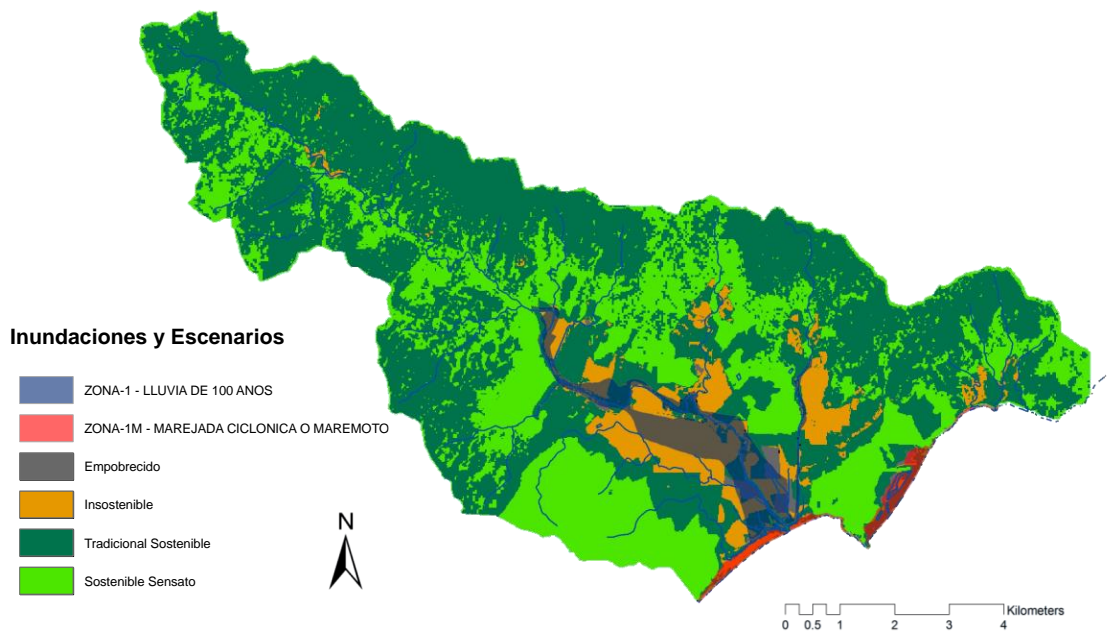 Inundaciones y Escenarios
ZONA-1 - LLUVIA DE 100 ANOS
ZONA-1M - MAREJADA CICLONICA O MAREMOTO
Empobrecido
Insostenible
Tradicional Sostenible
Sostenible Sensato
N
Kilometers
0 0.5 1 2 3 4